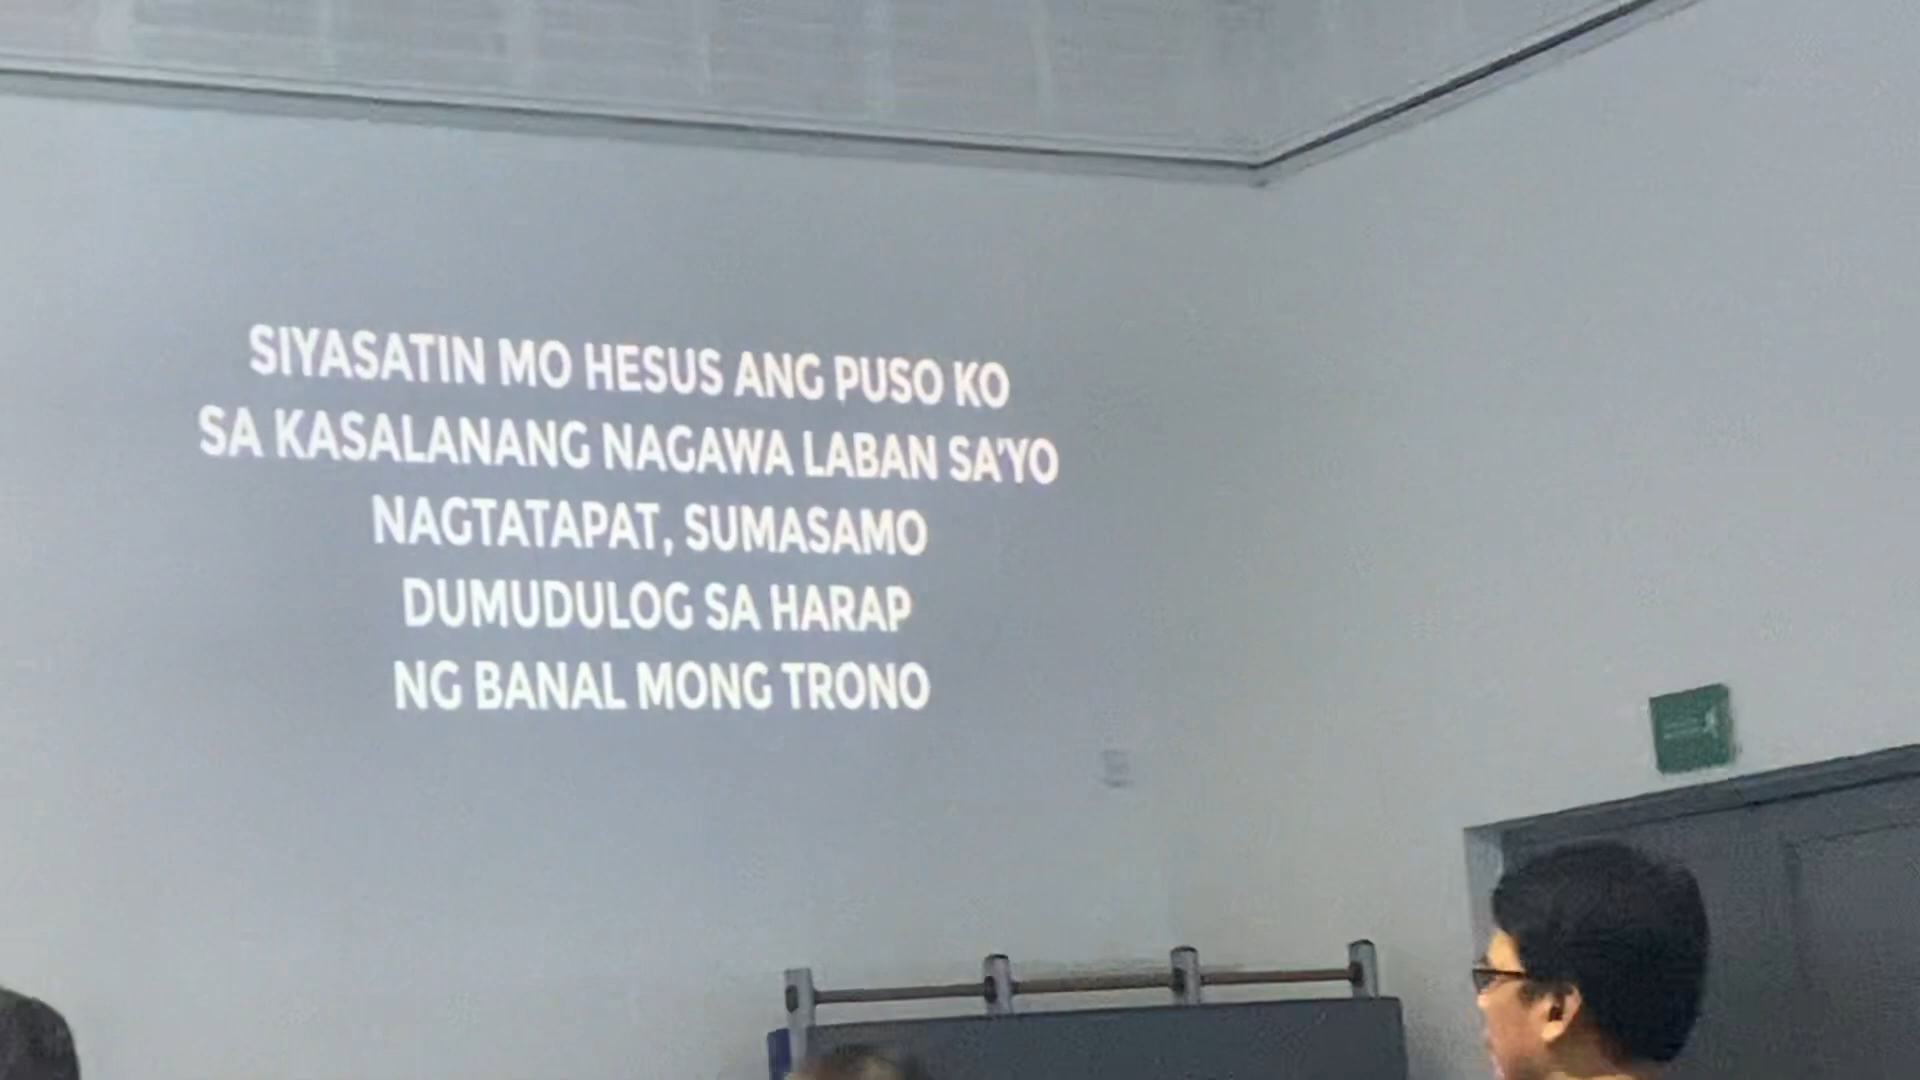 SIYASATIN MO HESUS ANG PUSO KO
SA KASALANANG NAGAWA LABAN SA'YO
NAGTATAPAT, SUMASAMO
DUMUDULOG SA HARAP
NG BANAL MONG TRONO